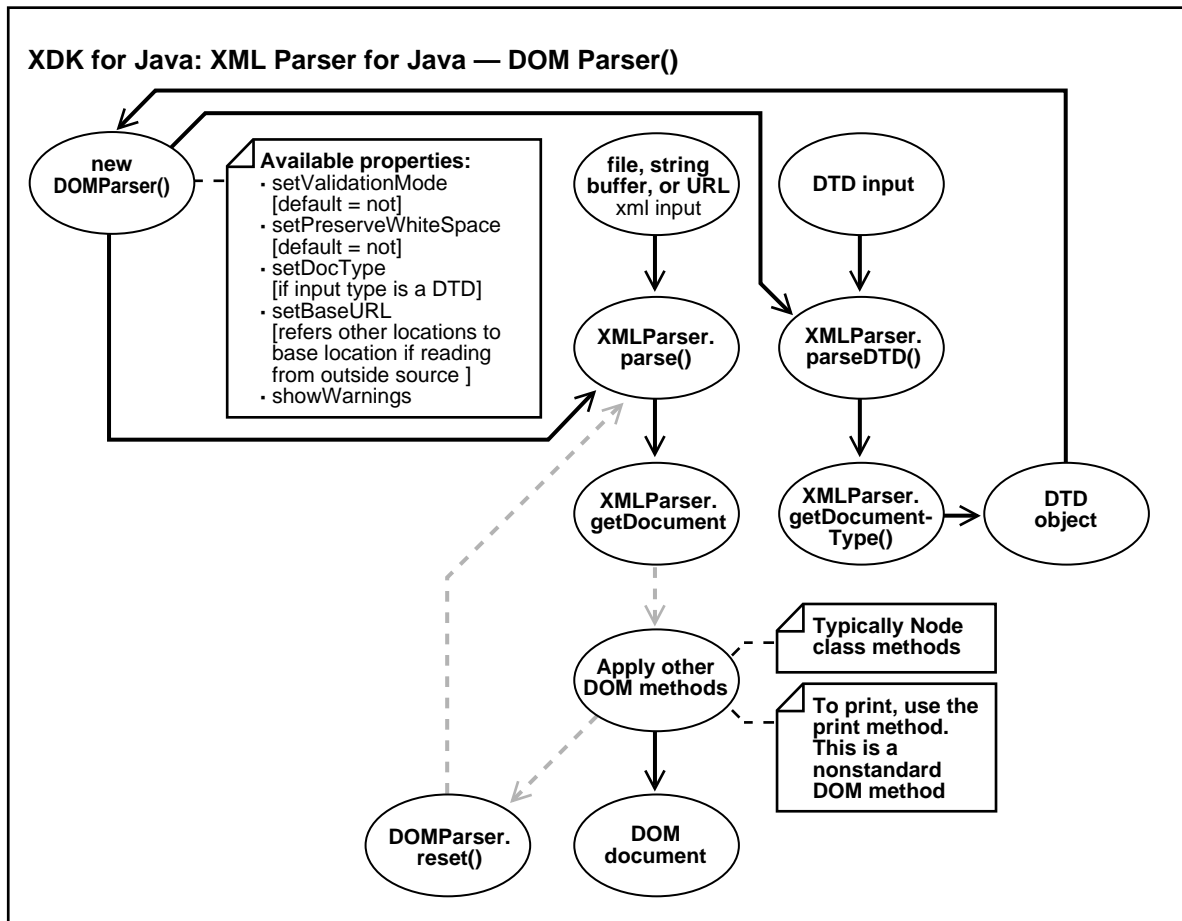 XDK for Java: XML Parser for Java — DOM Parser()
new
DOMParser()
Available properties:
· setValidationMode
[default = not]
· setPreserveWhiteSpace
[default = not]
· setDocType
[if input type is a DTD]
· setBaseURL
[refers other locations to
base location if reading
from outside source ]
· showWarnings
file, string
buffer, or URL
xml input
DTD input
XMLParser.
parse()
XMLParser.
parseDTD()
XMLParser.
getDocument
XMLParser.
getDocument-
Type()
DTD
object
Apply other
DOM methods
Typically Node
class methods
To print, use the
print method.
This is a
nonstandard
DOM method
DOMParser.
reset()
DOM
document